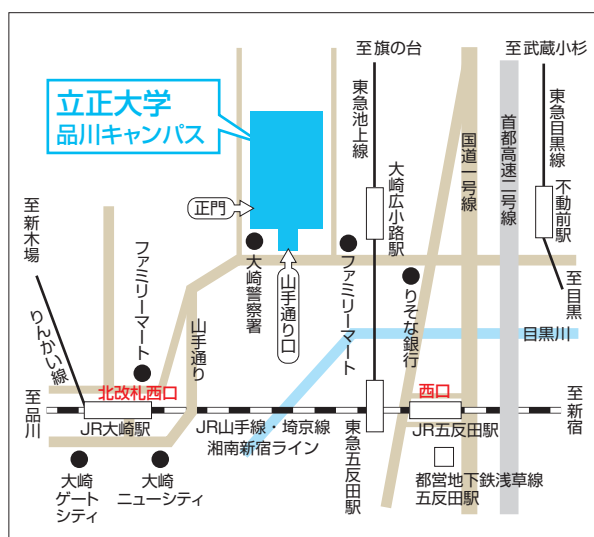 至旗の台
至武蔵小杉
立正大学
品川キャンパス
東急池上線
国道一号線
首都高速二号線
東急目黒線
大崎広小路駅
不動前駅
正門
至新木場
ファミリーマート
大崎警察署
山手通り口
ファミリーマート
りそな銀行
至目黒
りんかい線
山手通り
目黒川
北改札西口
西口
至品川
至新宿
JR大崎駅
JR山手線・埼京線
湘南新宿ライン
東急五反田駅
JR五反田駅
大崎
ゲート
シティ
大崎
ニューシティ
都営地下鉄浅草線
五反田駅